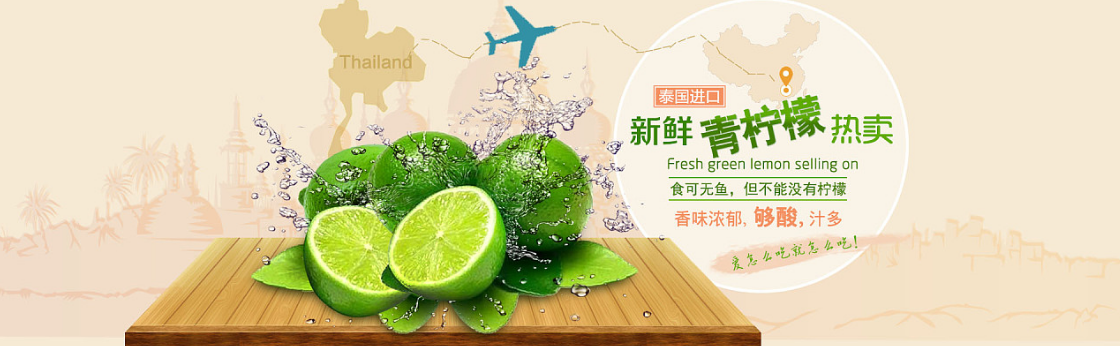 Thailand
泰国进口
新鲜青柠檬热卖
Fresh green lemon selling on
食可无鱼，但不能没有柠檬
香味浓郁, 够酸, 汁多
爱怎么吃就怎么吃!